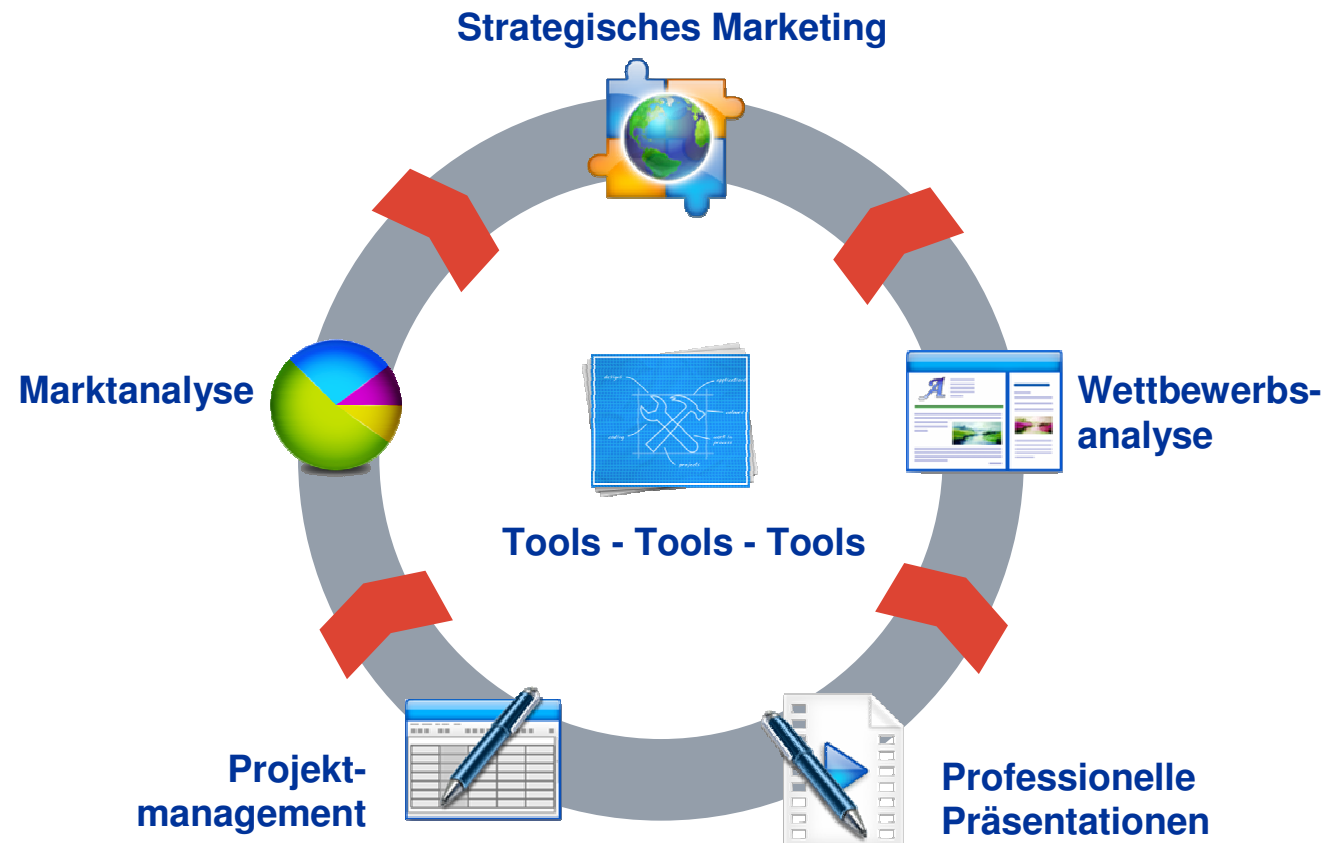 Strategisches Marketing
Marktanalyse
Wettbewerbs-
analyse
Tools - Tools - Tools
Projekt-
management
Professionelle
Präsentationen